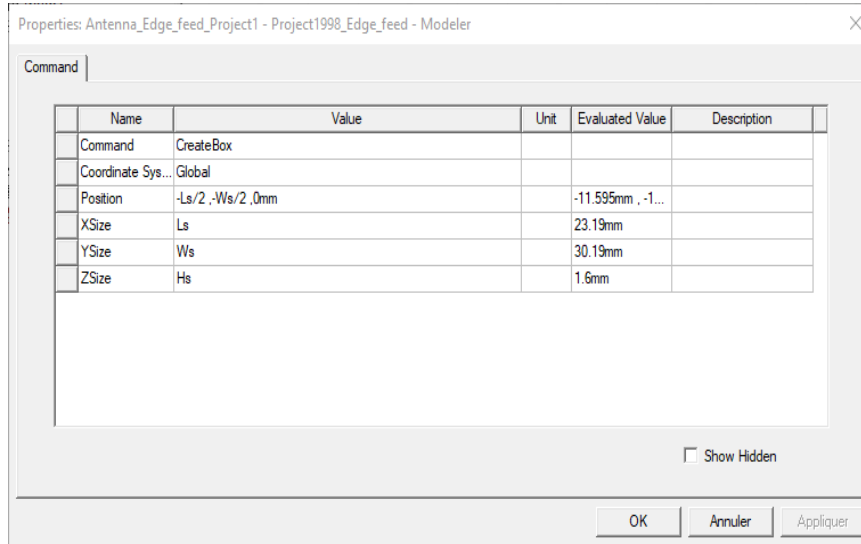 Properties: Antenna_Edge_feed_Project1 - Project1998_Edge_feed - Modeler
Command
Name Value Unit Evaluated Value Description
Command CreateBox
Coordinate Sys... Global
Position -Ls/2 ,-Ws/2 ,0mm -11.595mm , -1...
XSize Ls 23.19mm
YSize Ws 30.19mm
ZSize Hs 1.6mm
Show Hidden
OK Annuler Appliquer